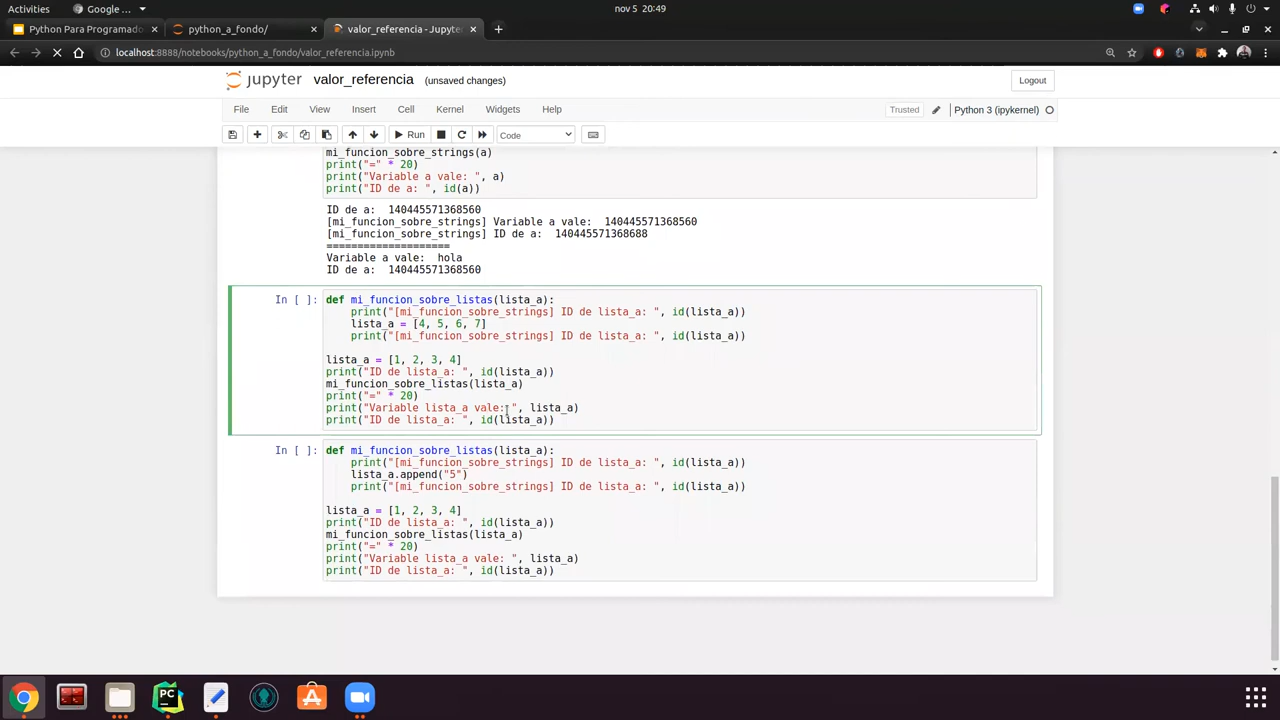 Activities
Google ...
nov 5 20:49
Python Para Programado
python_a_fondo/
valor_referencia - Jupyter
localhost:8888/notebooks/python_a_fondo/valor_referencia.ipynb
jupyter valor_referencia (unsaved changes)
Logout
File Edit View Insert Cell Kernel Widgets Help
Trusted
Python 3 (ipykernel)
Run
Code
mi_funcion_sobre_strings(a)
print("=" * 20)
print("Variable a vale: ", a)
print("ID de a: ", id(a))
ID de a:  140445571368560
[mi_funcion_sobre_strings] Variable a vale:  140445571368560
[mi_funcion_sobre_strings] ID de a:  140445571368688
====================
Variable a vale:  hola
ID de a:  140445571368560
In [ ]:
def mi_funcion_sobre_listas(lista_a):
    print("[mi_funcion_sobre_strings] ID de lista_a: ", id(lista_a))
    lista_a = [4, 5, 6, 7]
    print("[mi_funcion_sobre_strings] ID de lista_a: ", id(lista_a))
lista_a = [1, 2, 3, 4]
print("ID de lista_a: ", id(lista_a))
mi_funcion_sobre_listas(lista_a)
print("=" * 20)
print("Variable lista_a vale: ", lista_a)
print("ID de lista_a: ", id(lista_a))
In [ ]:
def mi_funcion_sobre_listas(lista_a):
    print("[mi_funcion_sobre_strings] ID de lista_a: ", id(lista_a))
    lista_a.append("5")
    print("[mi_funcion_sobre_strings] ID de lista_a: ", id(lista_a))
lista_a = [1, 2, 3, 4]
print("ID de lista_a: ", id(lista_a))
mi_funcion_sobre_listas(lista_a)
print("=" * 20)
print("Variable lista_a vale: ", lista_a)
print("ID de lista_a: ", id(lista_a))
PC